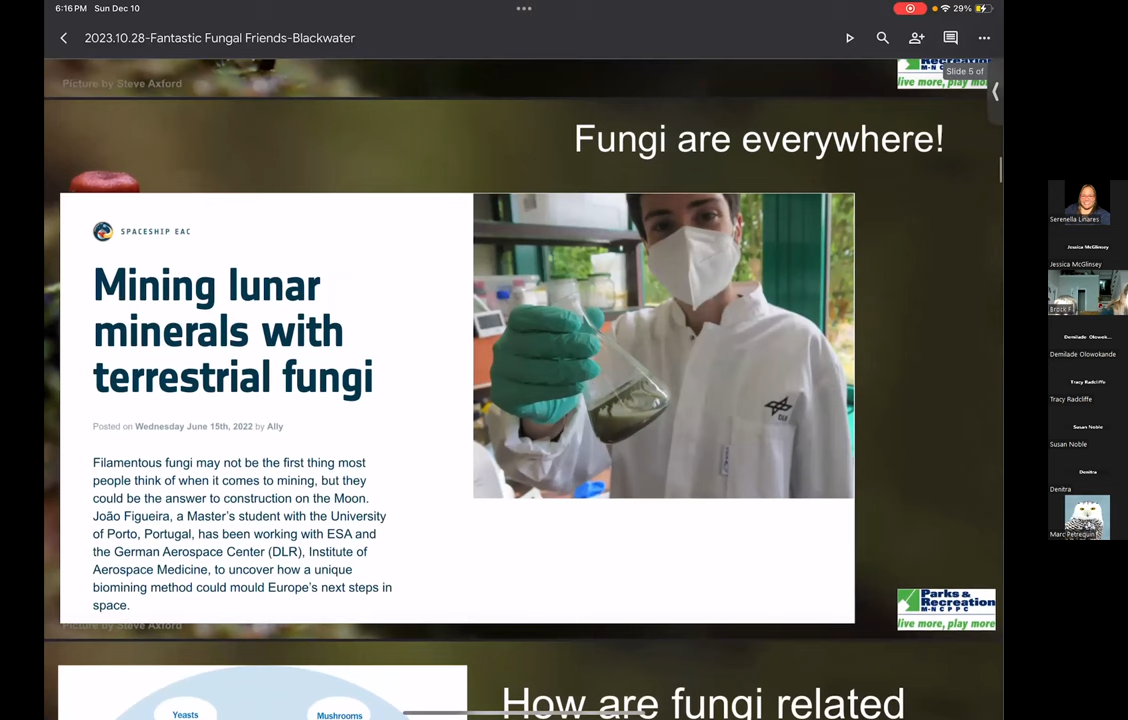 6:16 PM Sun Dec 10
29%
2023.10.28-Fantastic Fungal Friends-Blackwater
Picture by Steve Axford
Recreation
M-NCPPC
live more, play mo
Slide 5 of
Fungi are everywhere!
SPACESHIP EAC
Mining lunar
minerals with
terrestrial fungi
Posted on Wednesday June 15th, 2022 by Ally
Filamentous fungi may not be the first thing most
people think of when it comes to mining, but they
could be the answer to construction on the Moon.
João Figueira, a Master's student with the University
of Porto, Portugal, has been working with ESA and
the German Aerospace Center (DLR), Institute of
Aerospace Medicine, to uncover how a unique
biomining method could mould Europe's next steps in
space.
DLR
Picture by Steve Axford
Parks &
Recreation
M-NCPPC
live more, play more
Yeasts
Mushrooms
How are fungi related
Serenella Linares
Jessica McGlinsey
Jessica McGlinsey
Brock F
Demilade Olowok...
Demilade Olowokande
Tracy Radcliffe
Tracy Radcliffe
Susan Noble
Susan Noble
Denitra
Denitra
Marc Petrequin